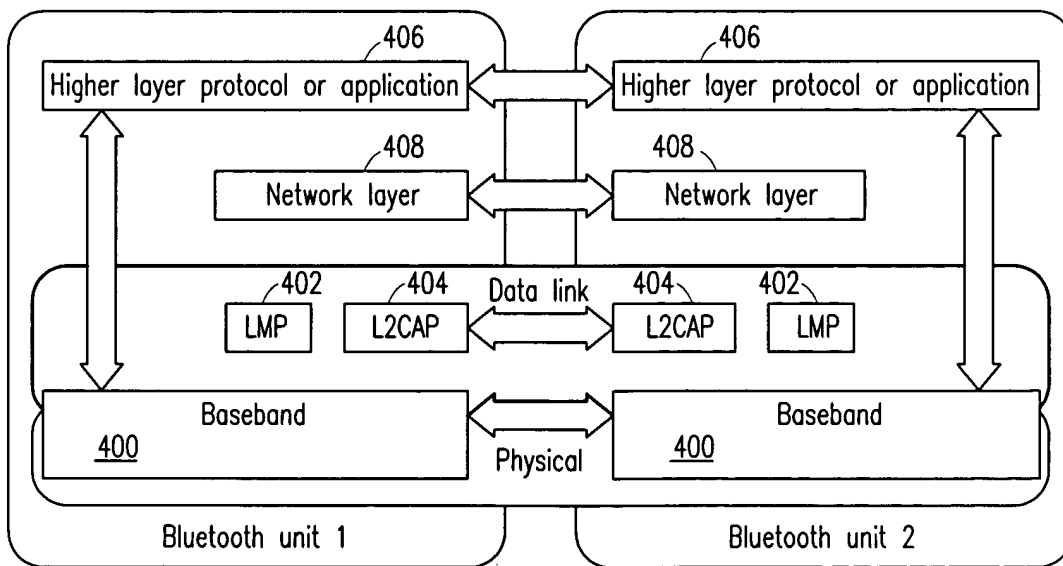 406
406
Higher layer protocol or application
Higher layer protocol or application
408
408
Network layer
Network layer
402
404
Data link
404
402
LMP
L2CAP
L2CAP
LMP
Baseband
Baseband
400
Physical
400
Bluetooth unit 1
Bluetooth unit 2